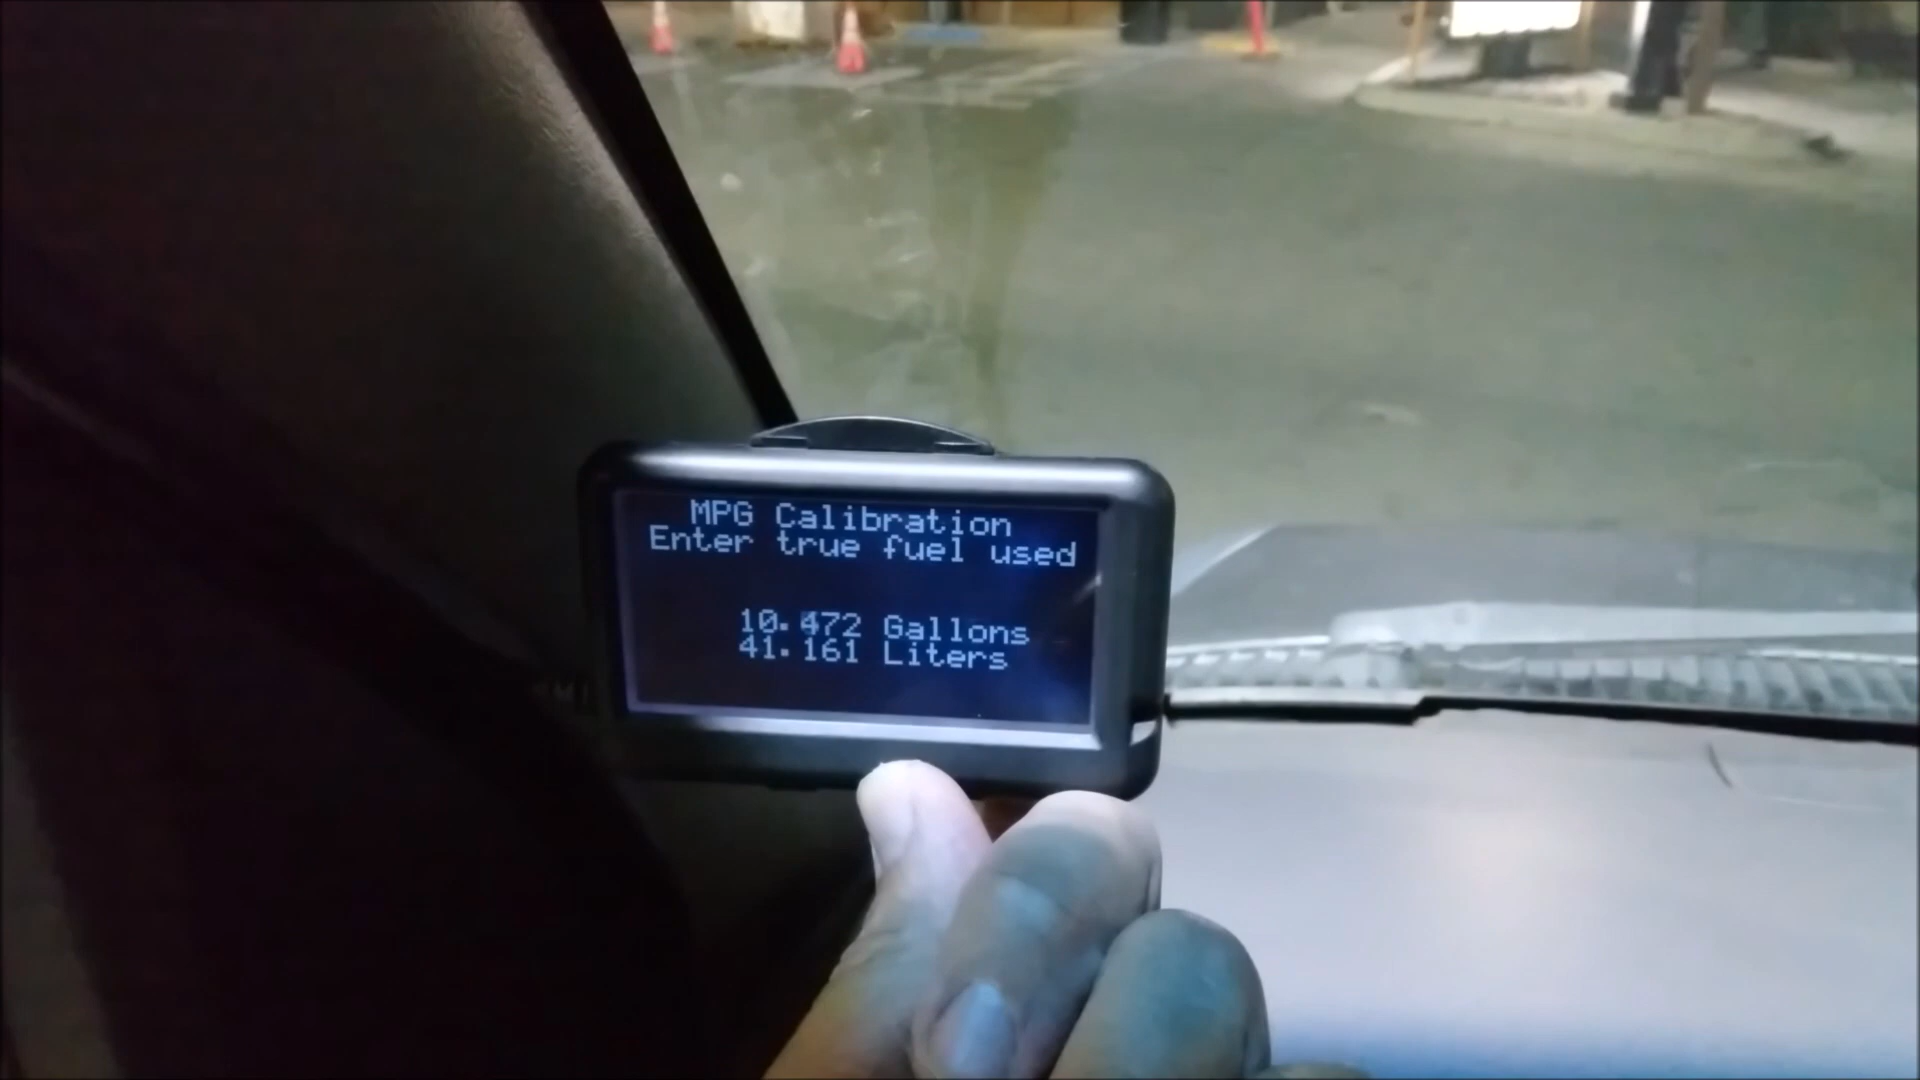 MPG Calibration
Enter true fuel used
10.472 Gallons
41.161 Liters